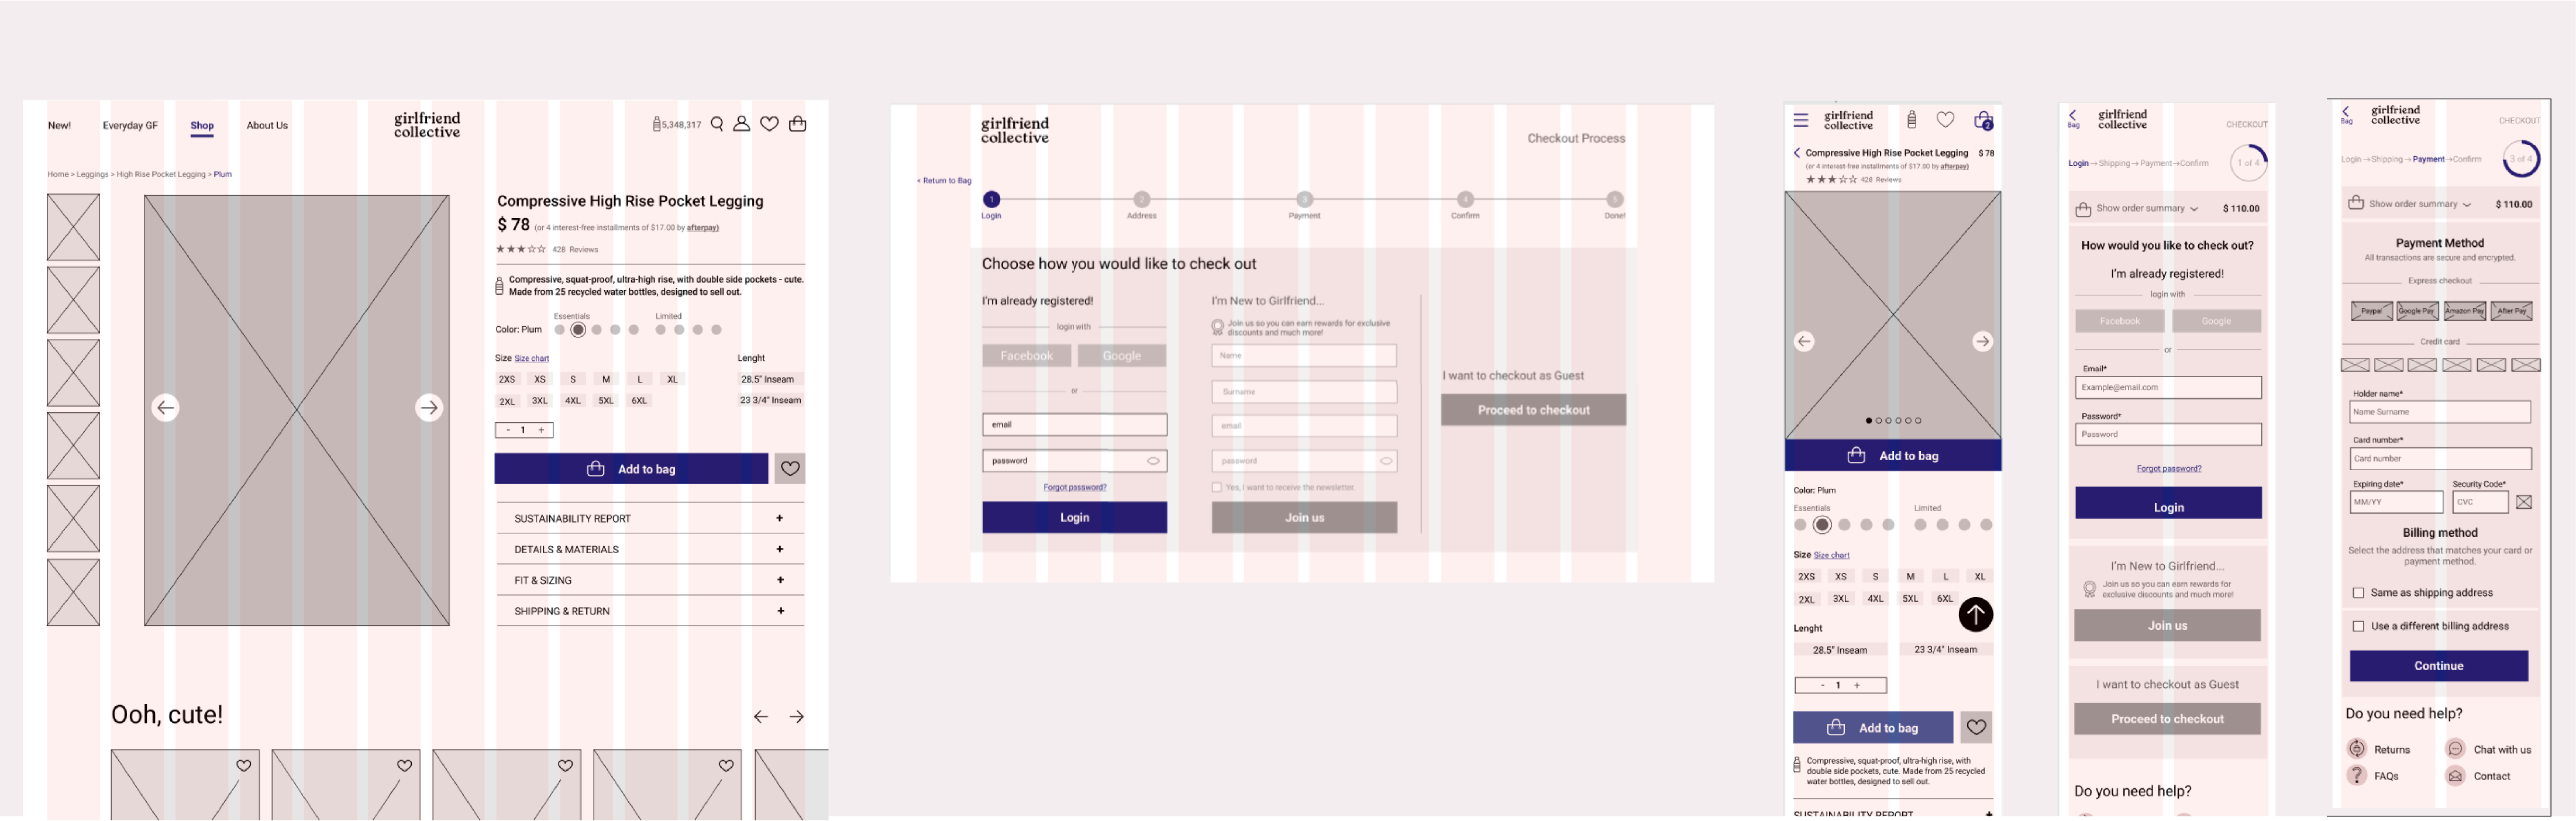 New! Everyday GF Shop About Us
girlfriend
collective
5,348,317
Home > Leggings > High Rise Pocket Legging > Plum
Compressive High Rise Pocket Legging
$ 78 (or 4 interest-free installments of $17.00 by afterpay)
428 Reviews
Compressive, squat-proof, ultra-high rise, with double side pockets - cute.
Made from 25 recycled water bottles, designed to sell out.
Essentials Limited
Color: Plum
Size Size chart Lenght
2XS XS S M L XL 28.5" Inseam
2XL 3XL 4XL 5XL 6XL 23 3/4" Inseam
- 1 +
Add to bag
SUSTAINABILITY REPORT +
DETAILS & MATERIALS +
FIT & SIZING +
SHIPPING & RETURN +
Ooh, cute!
girlfriend
collective
Checkout Process
< Return to Bag
1 2 3 4 5
Login Address Payment Confirm Done!
Choose how you would like to check out
I'm already registered!
login with
Facebook Google
or
email
password
Forgot password?
Login
I'm New to Girlfriend...
Join us so you can earn rewards for exclusive
discounts and much more!
Name
Surname
email
password
Yes, I want to receive the newsletter
Join us
I want to checkout as Guest
Proceed to checkout
girlfriend
collective
2
Compressive High Rise Pocket Legging $ 78
(or 4 interest-free installments of $17.00 by afterpay)
428 Reviews
Add to bag
Color: Plum
Essentials Limited
Size Size chart
2XS XS S M L XL
2XL 3XL 4XL 5XL 6XL
Lenght
28.5" Inseam 23 3/4" Inseam
- 1 +
Add to bag
Compressive, squat-proof, ultra-high rise, with
double side pockets, cute. Made from 25 recycled
water bottles, designed to sell out.
SUSTAINABILITY REPORT +
Bag
girlfriend
collective
CHECKOUT
Login → Shipping → Payment → Confirm
1 of 4
Show order summary $ 110.00
How would you like to check out?
I'm already registered!
login with
Facebook Google
or
Email*
Example@email.com
Password*
Password
Forgot password?
Login
I'm New to Girlfriend...
Join us so you can earn rewards for
exclusive discounts and much more!
Join us
I want to checkout as Guest
Proceed to checkout
Do you need help?
Bag
girlfriend
collective
CHECKOUT
Login → Shipping → Payment → Confirm
3 of 4
Show order summary $ 110.00
Payment Method
All transactions are secure and encrypted.
Express checkout
Paypal Google Pay Amazon Pay After Pay
Credit card
Holder name*
Name Surname
Card number*
Card number
Expiring date* Security Code*
MM/YY CVC
Billing method
Select the address that matches your card or
payment method.
Same as shipping address
Use a different billing address
Continue
Do you need help?
Returns Chat with us
FAQs Contact